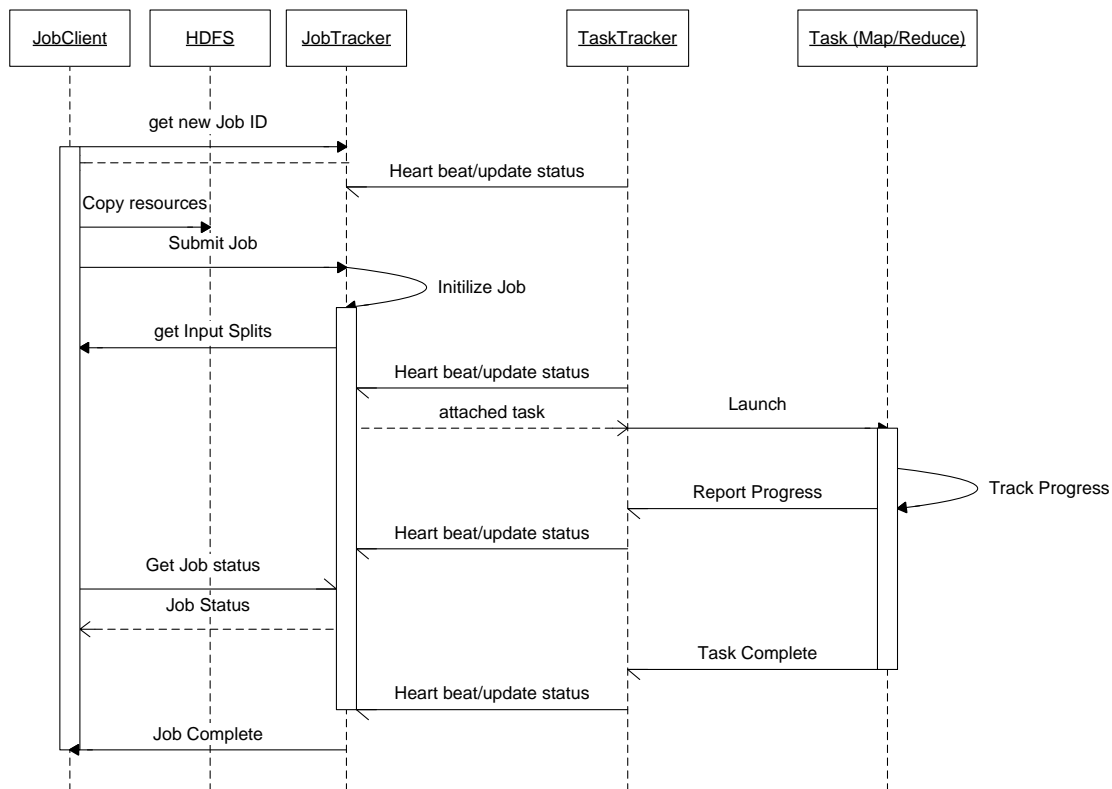 JobClient
HDFS
JobTracker
TaskTracker
Task (Map/Reduce)
get new Job ID
Heart beat/update status
Copy resources
Submit Job
Initilize Job
get Input Splits
Heart beat/update status
attached task
Launch
Track Progress
Report Progress
Heart beat/update status
Get Job status
Job Status
Task Complete
Heart beat/update status
Job Complete